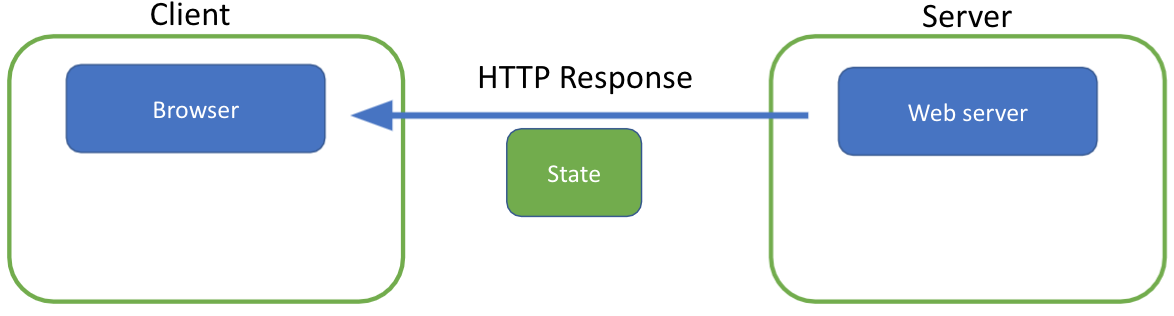 Client
Server
HTTP Response
Browser
Web server
State